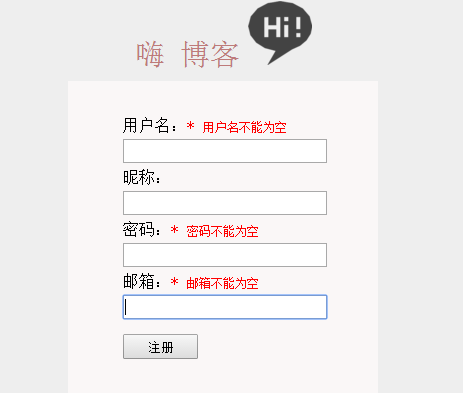 嗨 博客 Hi!
用户名：* 用户名不能为空
昵称：
密码：* 密码不能为空
邮箱：* 邮箱不能为空
注册